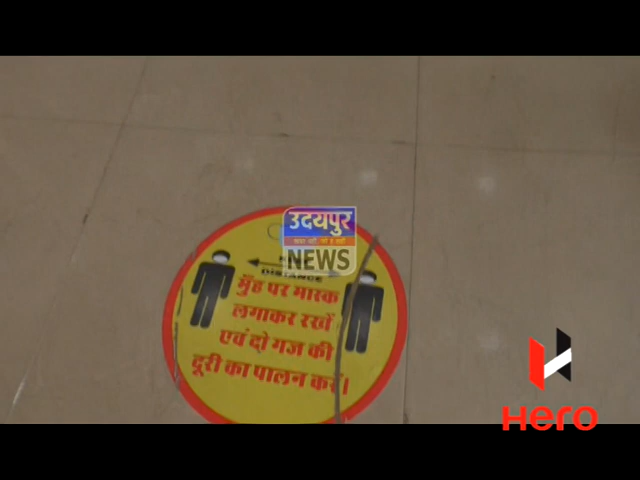 उदयपुर
NEWS
DISTANCE
मुँह पर मास्क
लगाकर रखें
एवं दो गज की
दूरी का पालन करें।
Hero